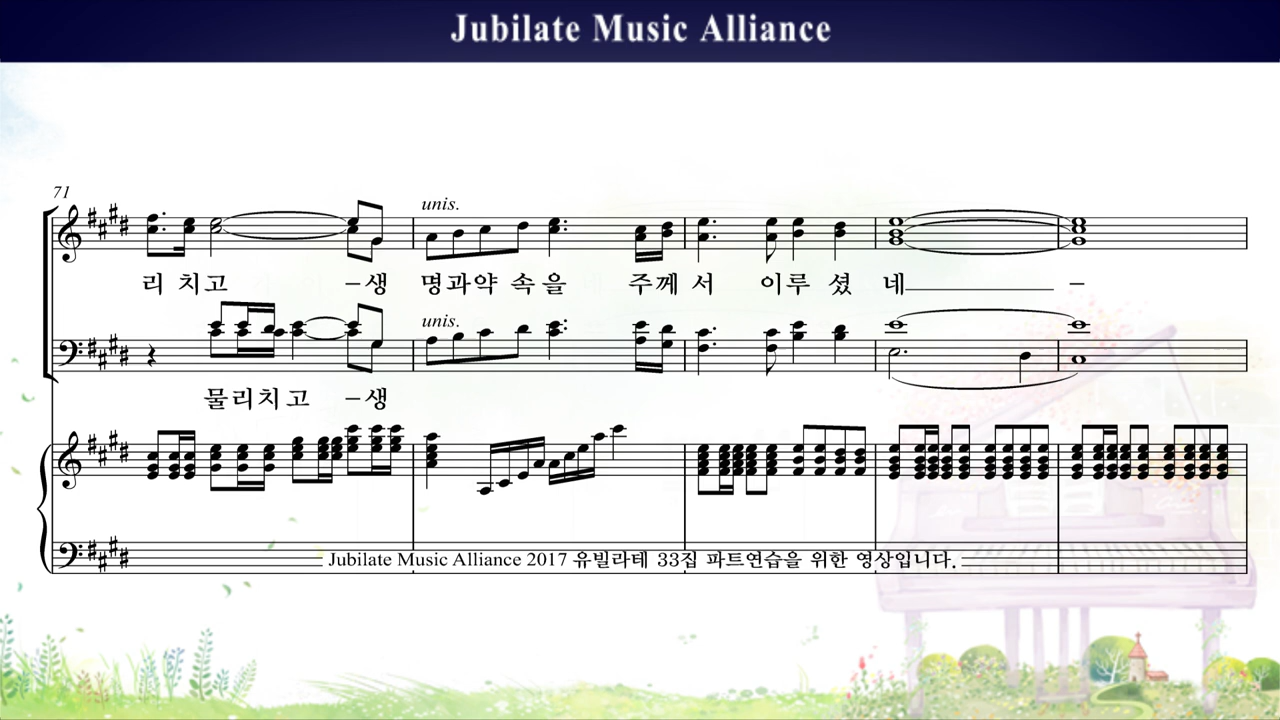 Jubilate Music Alliance
71
unis.
리 치 고 –생 명과약 속 을 주께 서 이루 셨 네 –
unis.
물리치고 –생
Jubilate Music Alliance 2017 유빌라테 33집 파트연습을 위한 영상입니다.